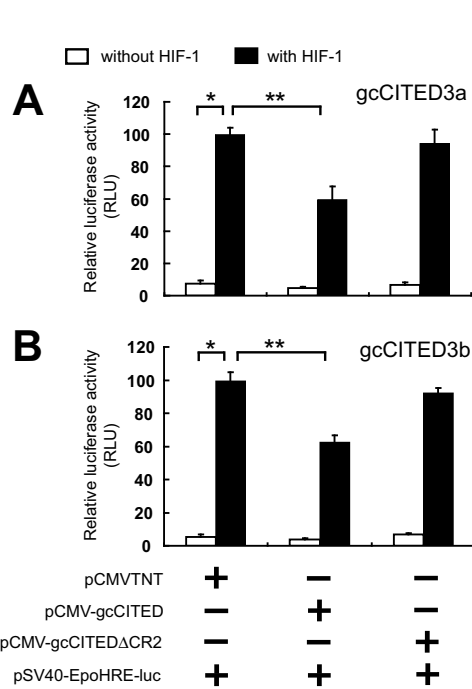 without HIF-1 with HIF-1
A
gcCITED3a
Relative luciferase activity
(RLU)
120
100
80
60
40
20
0
* **
B
gcCITED3b
Relative luciferase activity
(RLU)
120
100
80
60
40
20
0
* **
pCMVTNT + − −
pCMV-gcCITED − + −
pCMV-gcCITEDΔCR2 − − +
pSV40-EpoHRE-luc + + +